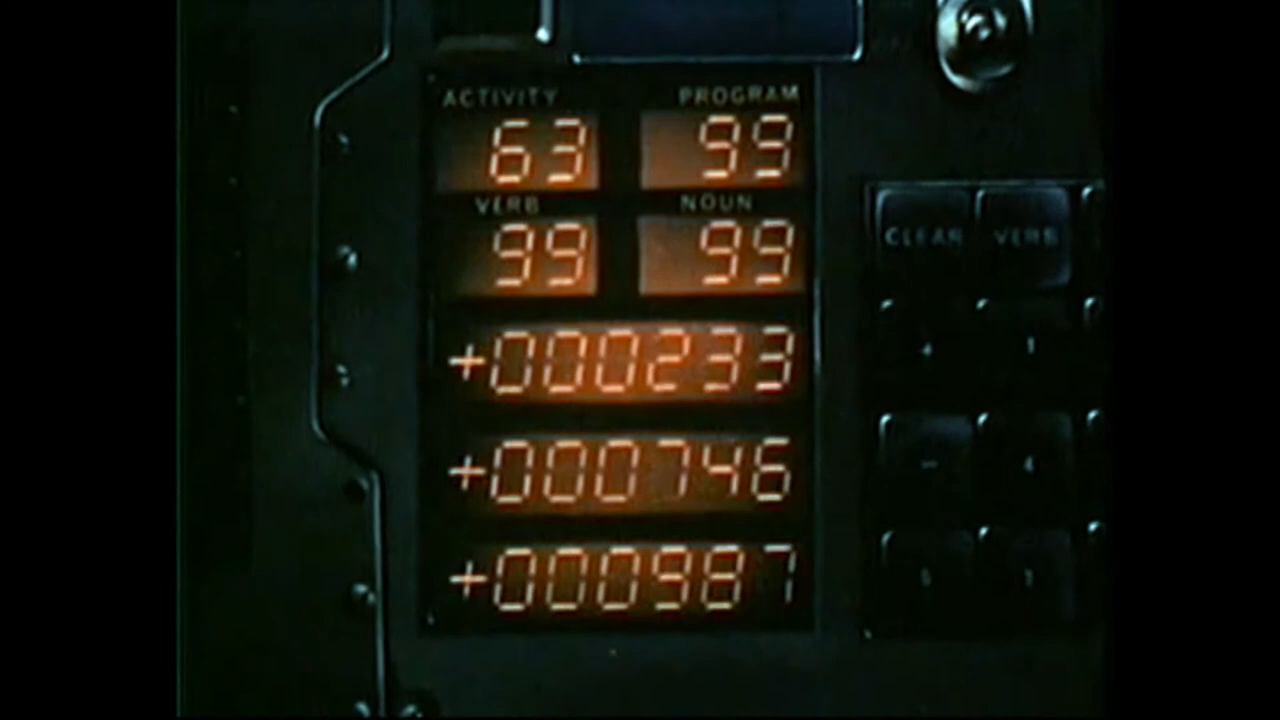 ACTIVITY PROGRAM
63 99
VERB NOUN
99 99
+000233
+000746
+000987
CLEAR VERB